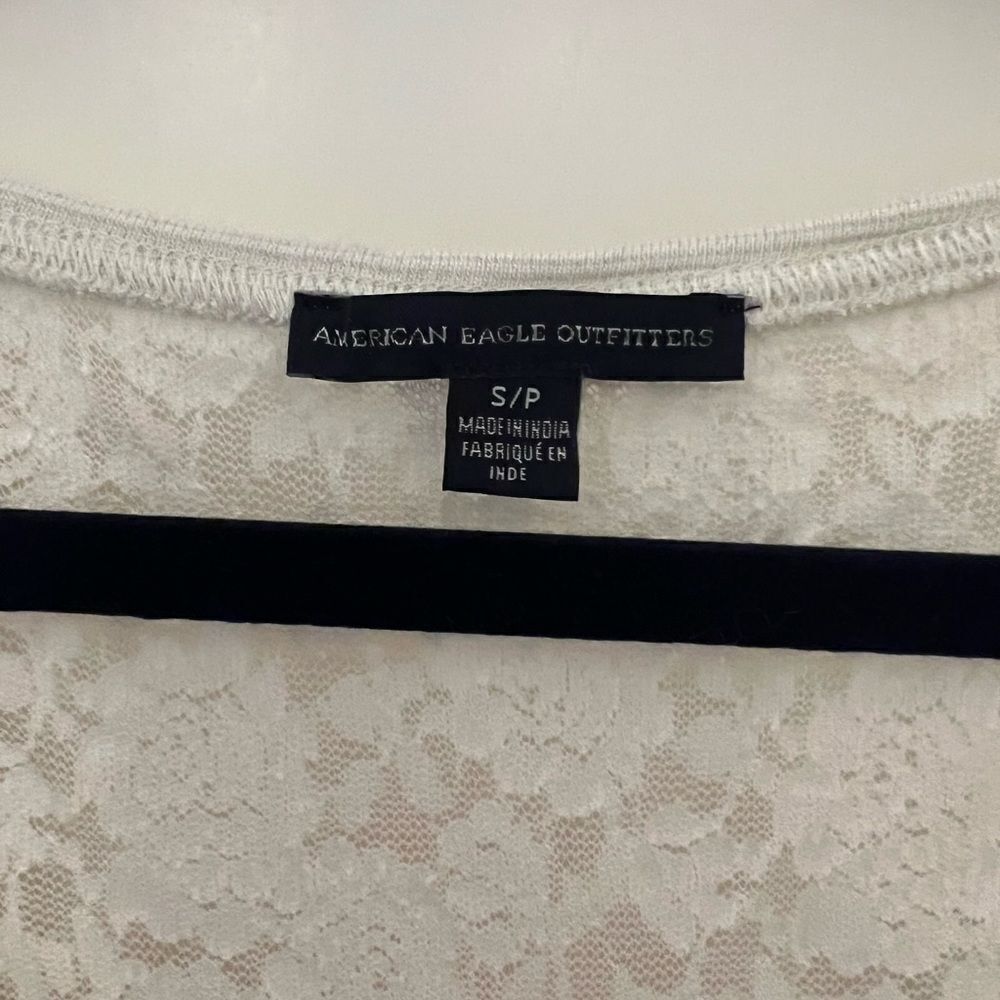 AMERICAN EAGLE OUTFITTERS
S/P
MADE IN INDIA
FABRIQUÉ EN
INDE